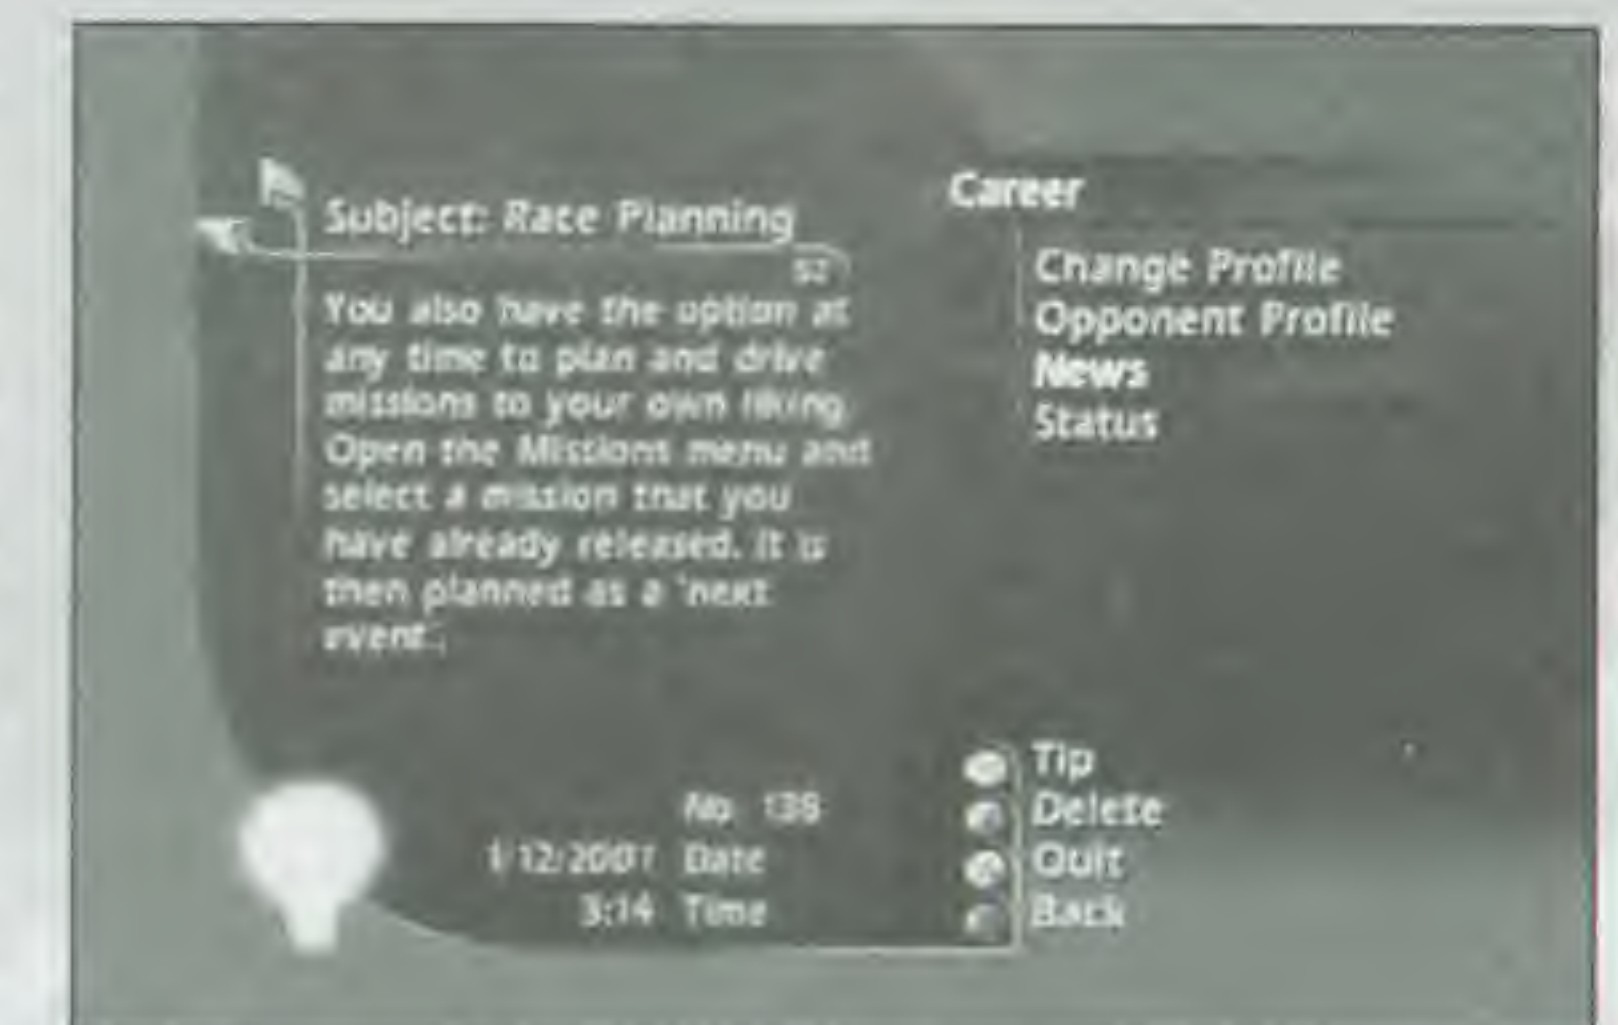 Subject: Race Planning
52
You also have the option at
any time to plan and drive
missions to your own liking.
Open the Missions menu and
select a mission that you
have already released. It is
then planned as a 'next
event'.
No. 138
1/12/2001 Date
3:14 Time
Career
Change Profile
Opponent Profile
News
Status
Tip
Delete
Quit
Back